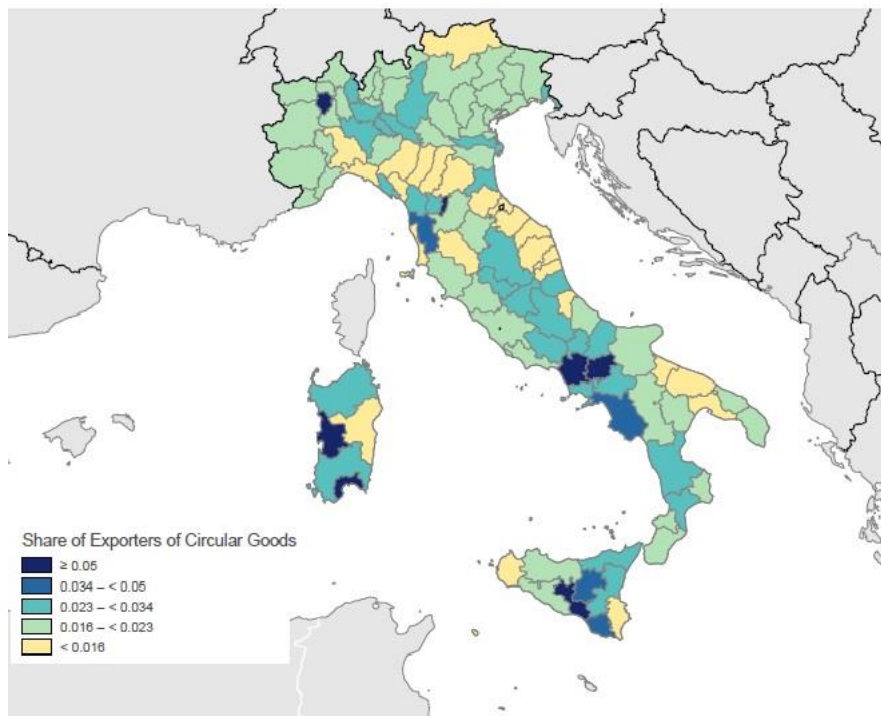 d.
Share of Exporters of Circular Goods
≥ 0.05
0.034 – < 0.05
0.023 – < 0.034
0.016 – < 0.023
< 0.016